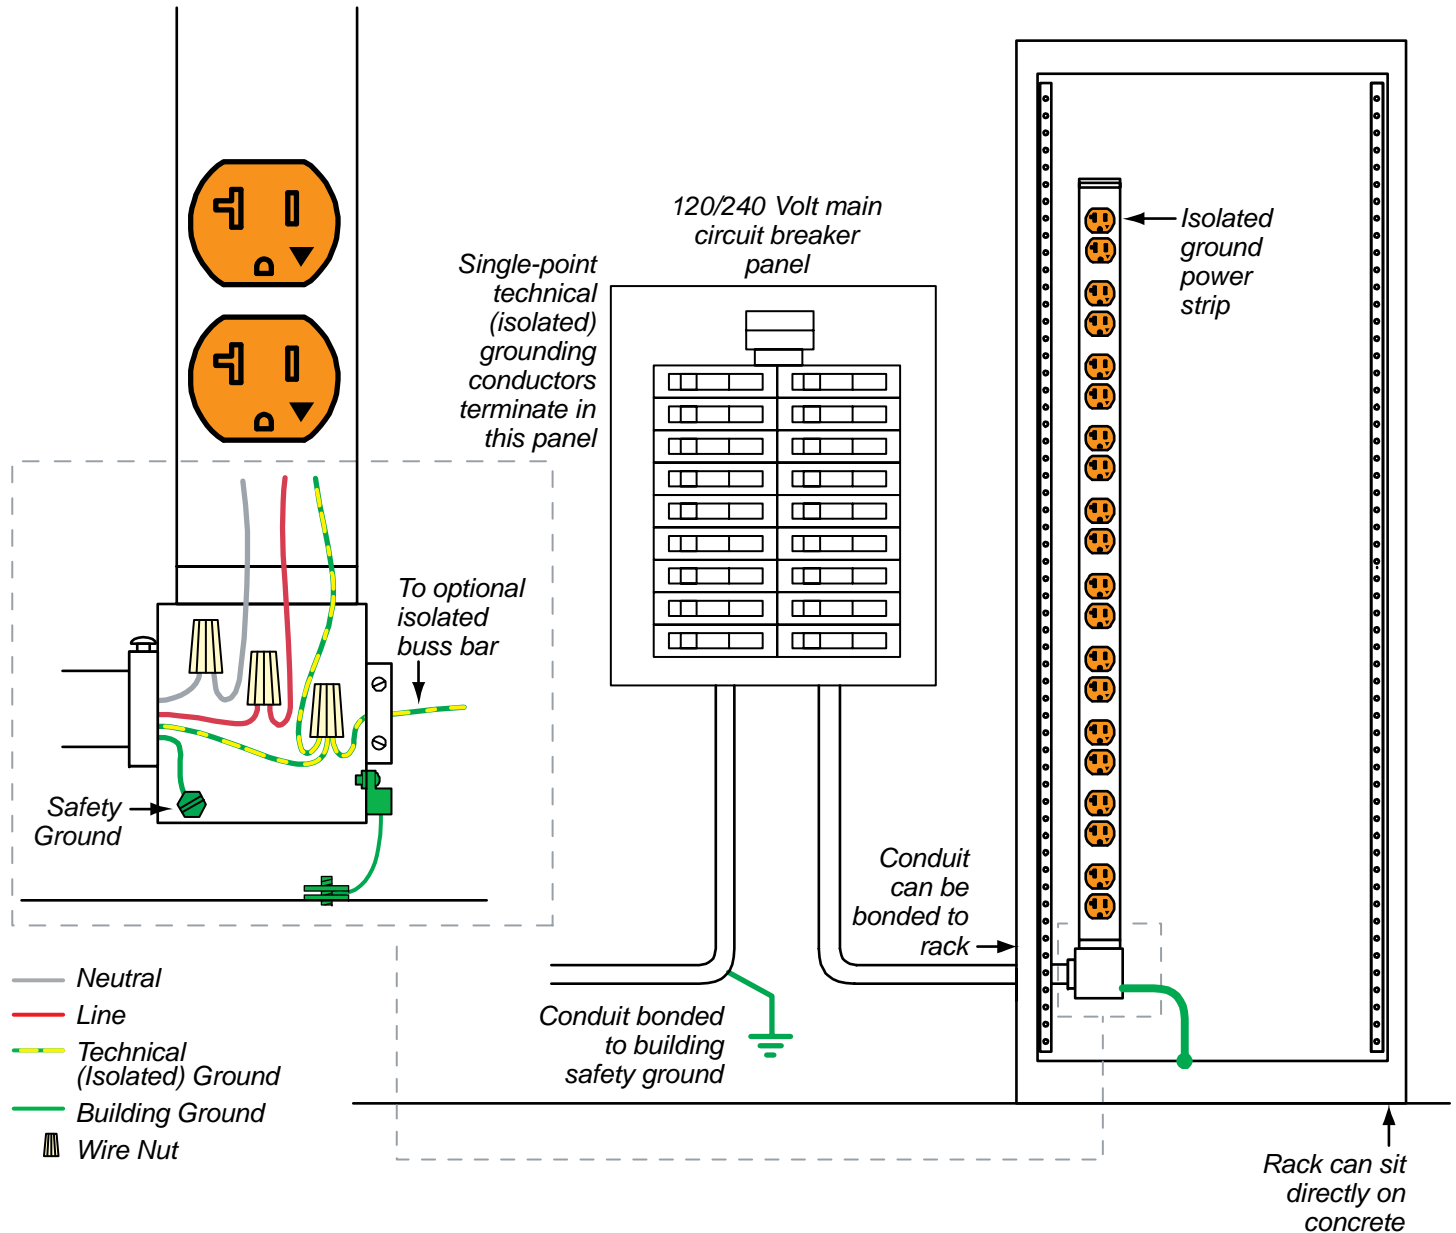 120/240 Volt main
circuit breaker
panel
Single-point
technical
(isolated)
grounding
conductors
terminate in
this panel
Isolated
ground
power
strip
To optional
isolated
buss bar
Safety
Ground
Conduit
can be
bonded to
rack
Neutral
Line
Technical
(Isolated) Ground
Building Ground
Wire Nut
Conduit bonded
to building
safety ground
Rack can sit
directly on
concrete